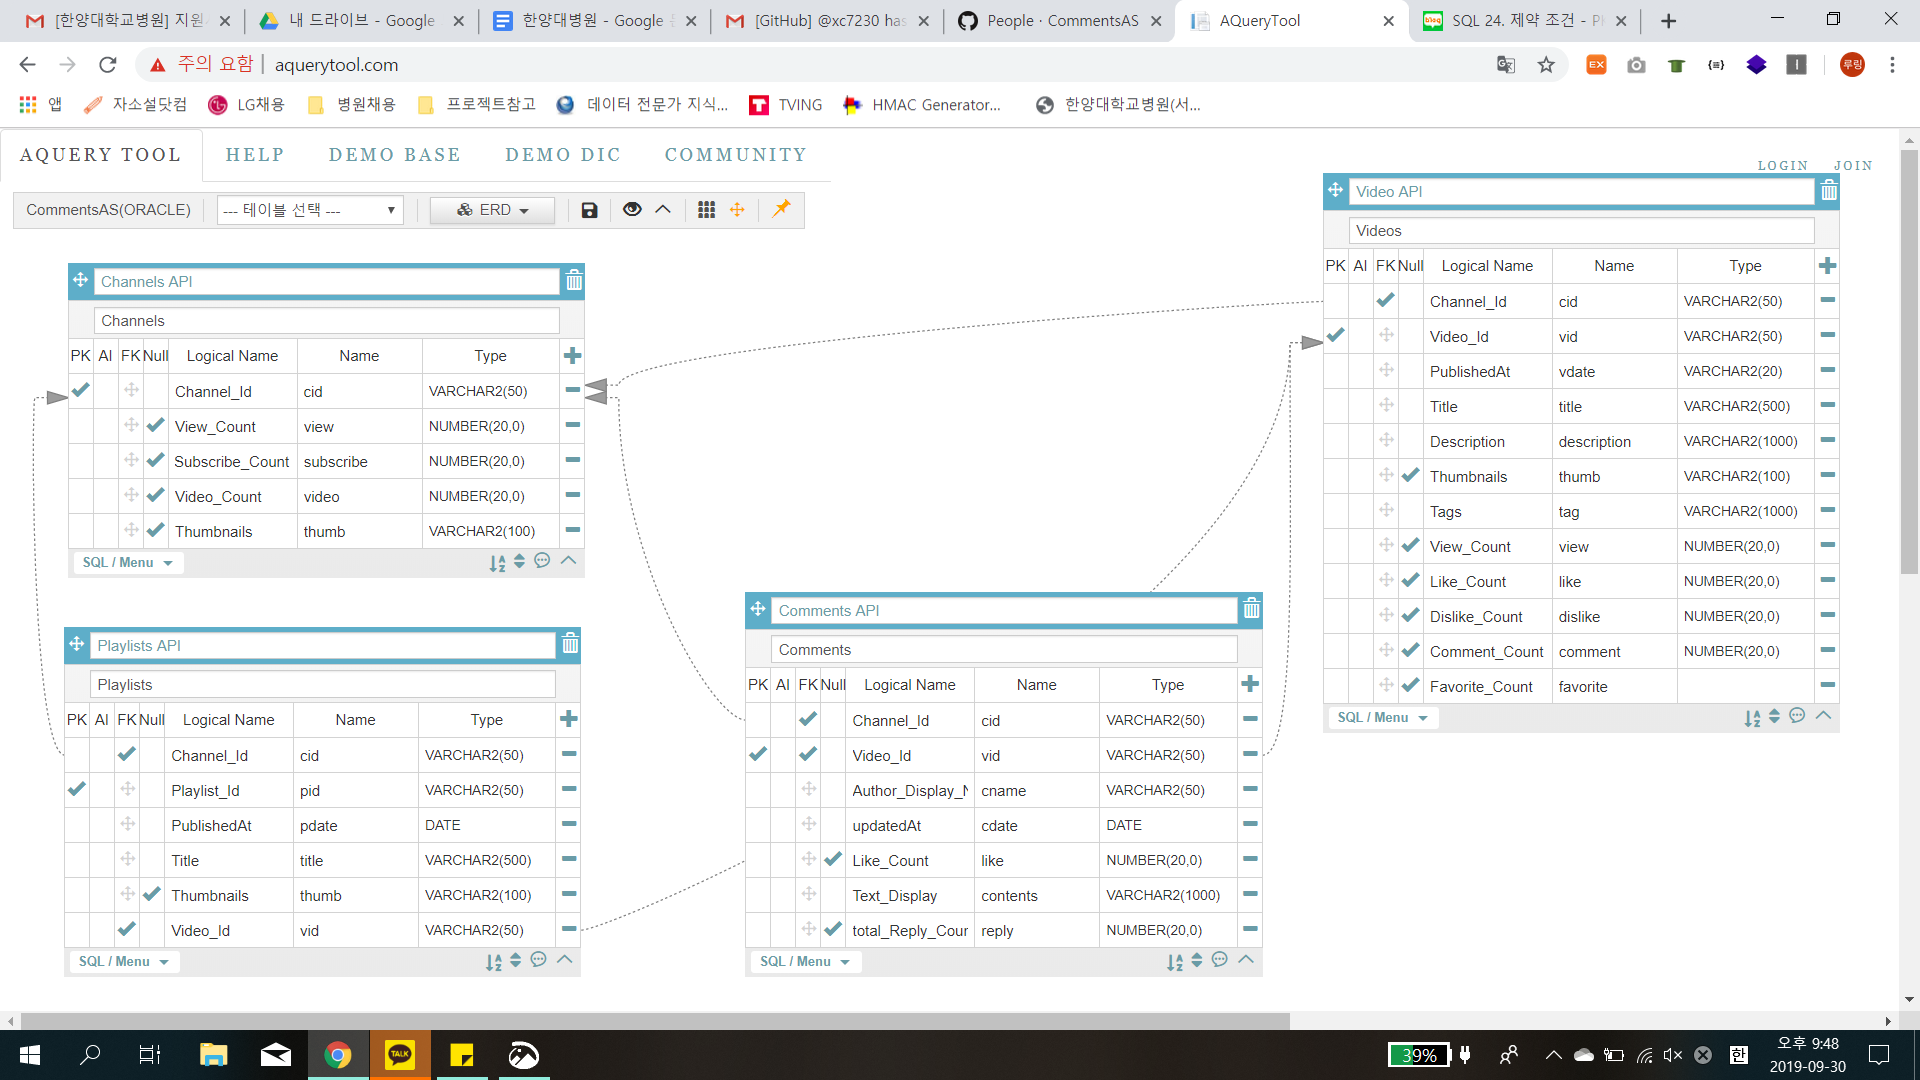 [한양대학교병원] 지원
내 드라이브 - Google
한양대병원 - Google
[GitHub] @xc7230 has
People · CommentsAS
AQueryTool
SQL 24. 제약 조건 -
주의 요함
aquerytool.com
EX
루링
앱
자소설닷컴
LG채용
병원채용
프로젝트참고
데이터 전문가 지식...
TVING
HMAC Generator...
한양대학교병원(서...
AQUERY TOOL
HELP
DEMO BASE
DEMO DIC
COMMUNITY
LOGIN
JOIN
CommentsAS(ORACLE)
--- 테이블 선택 ---
ERD
Channels API
Channels
PK AI FK Null Logical Name Name Type
Channel_Id cid VARCHAR2(50)
View_Count view NUMBER(20,0)
Subscribe_Count subscribe NUMBER(20,0)
Video_Count video NUMBER(20,0)
Thumbnails thumb VARCHAR2(100)
SQL / Menu
Playlists API
Playlists
PK AI FK Null Logical Name Name Type
Channel_Id cid VARCHAR2(50)
Playlist_Id pid VARCHAR2(50)
PublishedAt pdate DATE
Title title VARCHAR2(500)
Thumbnails thumb VARCHAR2(100)
Video_Id vid VARCHAR2(50)
SQL / Menu
Comments API
Comments
PK AI FK Null Logical Name Name Type
Channel_Id cid VARCHAR2(50)
Video_Id vid VARCHAR2(50)
Author_Display_N cname VARCHAR2(50)
updatedAt cdate DATE
Like_Count like NUMBER(20,0)
Text_Display contents VARCHAR2(1000)
total_Reply_Cour reply NUMBER(20,0)
SQL / Menu
Video API
Videos
PK AI FK Null Logical Name Name Type
Channel_Id cid VARCHAR2(50)
Video_Id vid VARCHAR2(50)
PublishedAt vdate VARCHAR2(20)
Title title VARCHAR2(500)
Description description VARCHAR2(1000)
Thumbnails thumb VARCHAR2(100)
Tags tag VARCHAR2(1000)
View_Count view NUMBER(20,0)
Like_Count like NUMBER(20,0)
Dislike_Count dislike NUMBER(20,0)
Comment_Count comment NUMBER(20,0)
Favorite_Count favorite
SQL / Menu
TALK
39%
한
오후 9:48
2019-09-30